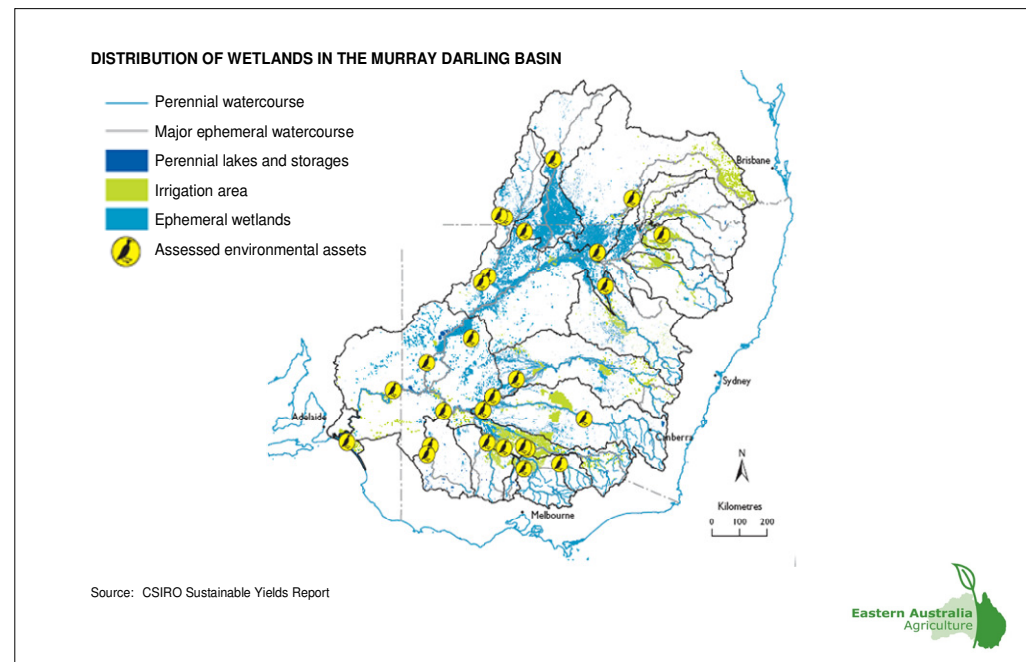 DISTRIBUTION OF WETLANDS IN THE MURRAY DARLING BASIN
Perennial watercourse
Major ephemeral watercourse
Perennial lakes and storages
Irrigation area
Ephemeral wetlands
Assessed environmental assets
Brisbane
Sydney
Adelaide
Canberra
N
Melbourne
Kilometres
0 100 200
Source: CSIRO Sustainable Yields Report
Eastern Australia
Agriculture